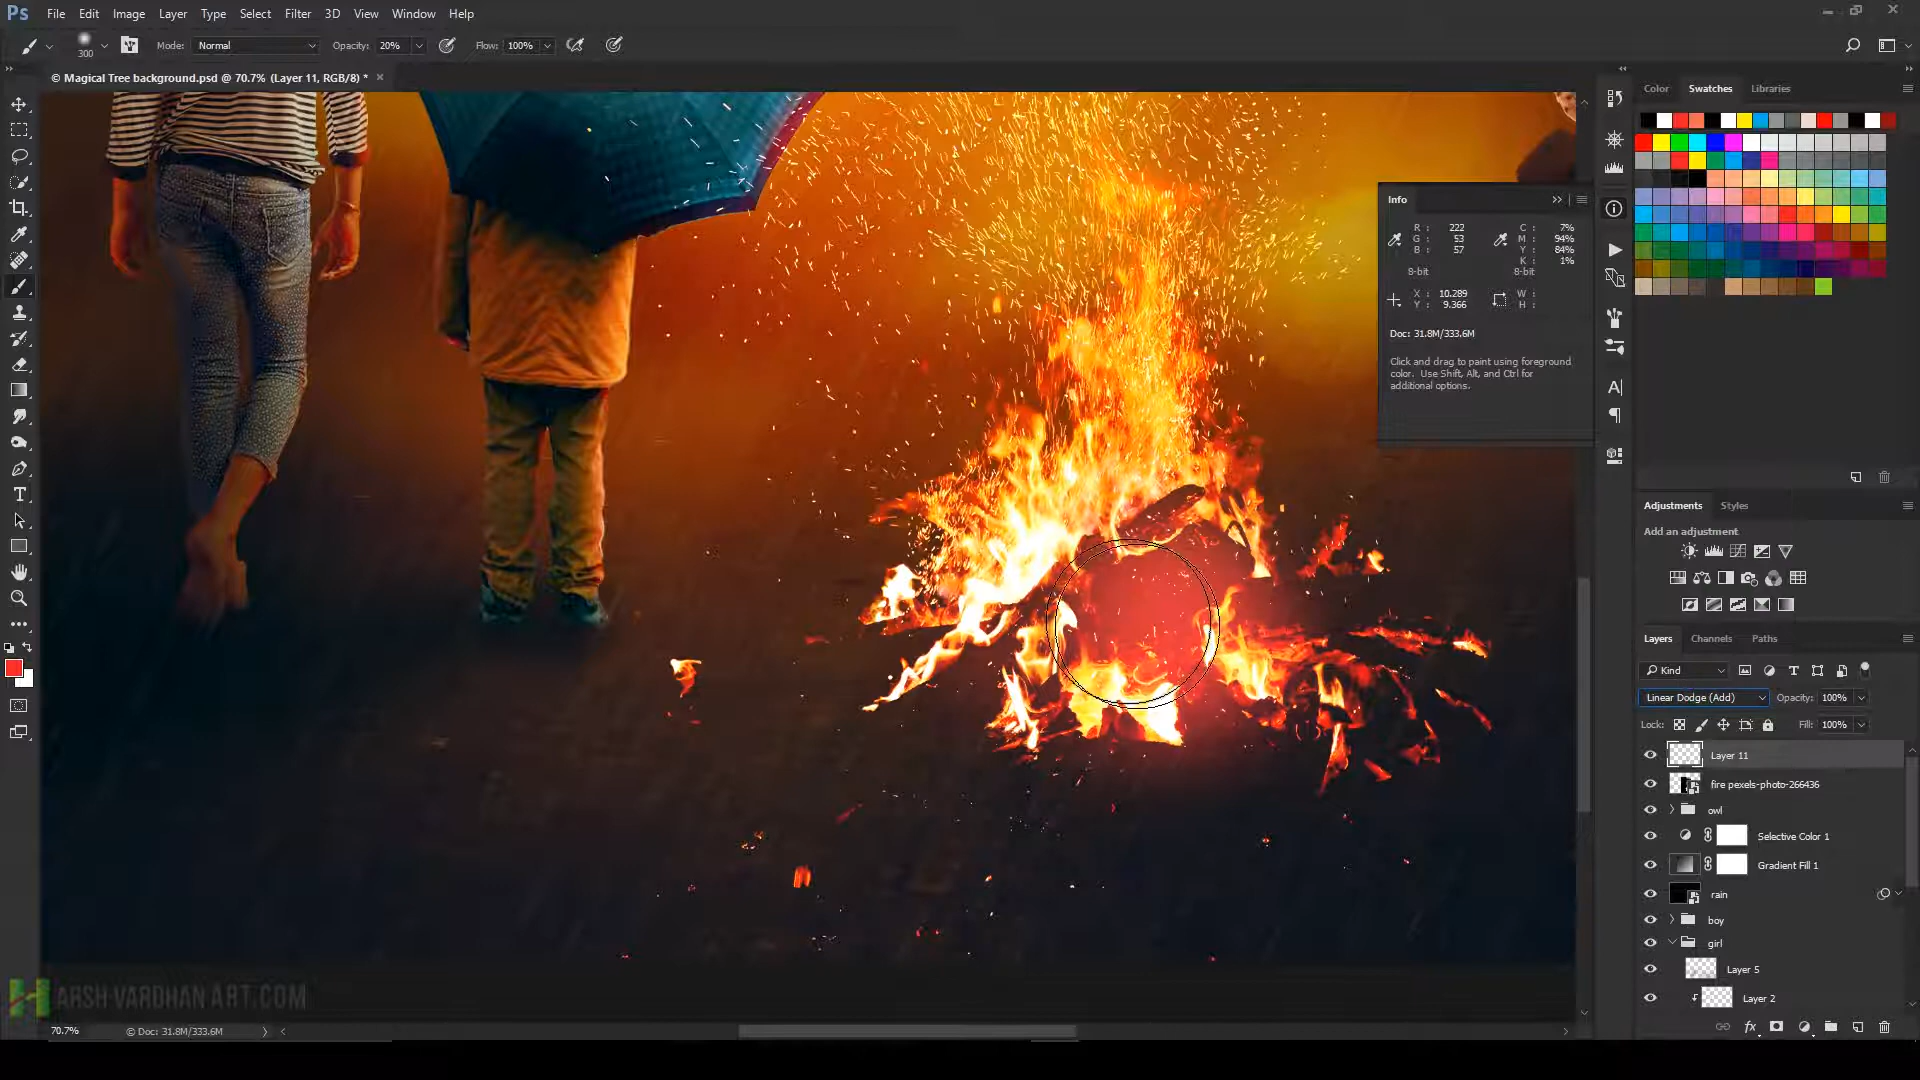 Ps File Edit Image Layer Type Select Filter 3D View Window Help
300 Mode: Normal Opacity: 20% Flow: 100%
© Magical Tree background.psd @ 70.7% (Layer 11, RGB/8) * ×
Color Swatches Libraries
Info
R : 222 C : 7%
G : 53 M : 94%
B : 57 Y : 84%
K : 1%
8-bit 8-bit
X : 10.289 W :
Y : 9.366 H :
Doc: 31.8M/333.6M
Click and drag to paint using foreground
color. Use Shift, Alt, and Ctrl for
additional options.
Adjustments Styles
Add an adjustment
Layers Channels Paths
Kind
Linear Dodge (Add) Opacity: 100%
Lock: Fill: 100%
Layer 11
fire pexels-photo-266436
owl
Selective Color 1
Gradient Fill 1
rain
boy
girl
Layer 5
Layer 2
fx
HARSH-VARDHAN ART.COM
70.7% © Doc: 31.8M/333.6M